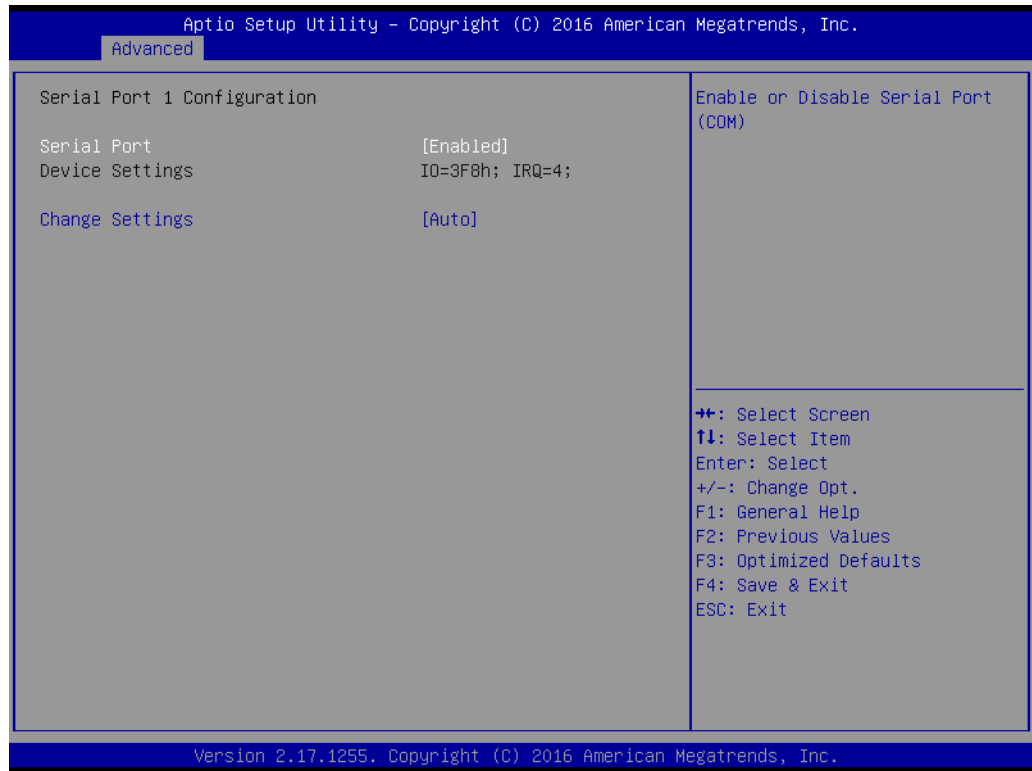 Aptio Setup Utility – Copyright (C) 2016 American Megatrends, Inc.
Advanced
Serial Port 1 Configuration
Serial Port [Enabled]
Device Settings IO=3F8h; IRQ=4;
Change Settings [Auto]
Enable or Disable Serial Port
(COM)
→←: Select Screen
↑↓: Select Item
Enter: Select
+/-: Change Opt.
F1: General Help
F2: Previous Values
F3: Optimized Defaults
F4: Save & Exit
ESC: Exit
Version 2.17.1255. Copyright (C) 2016 American Megatrends, Inc.